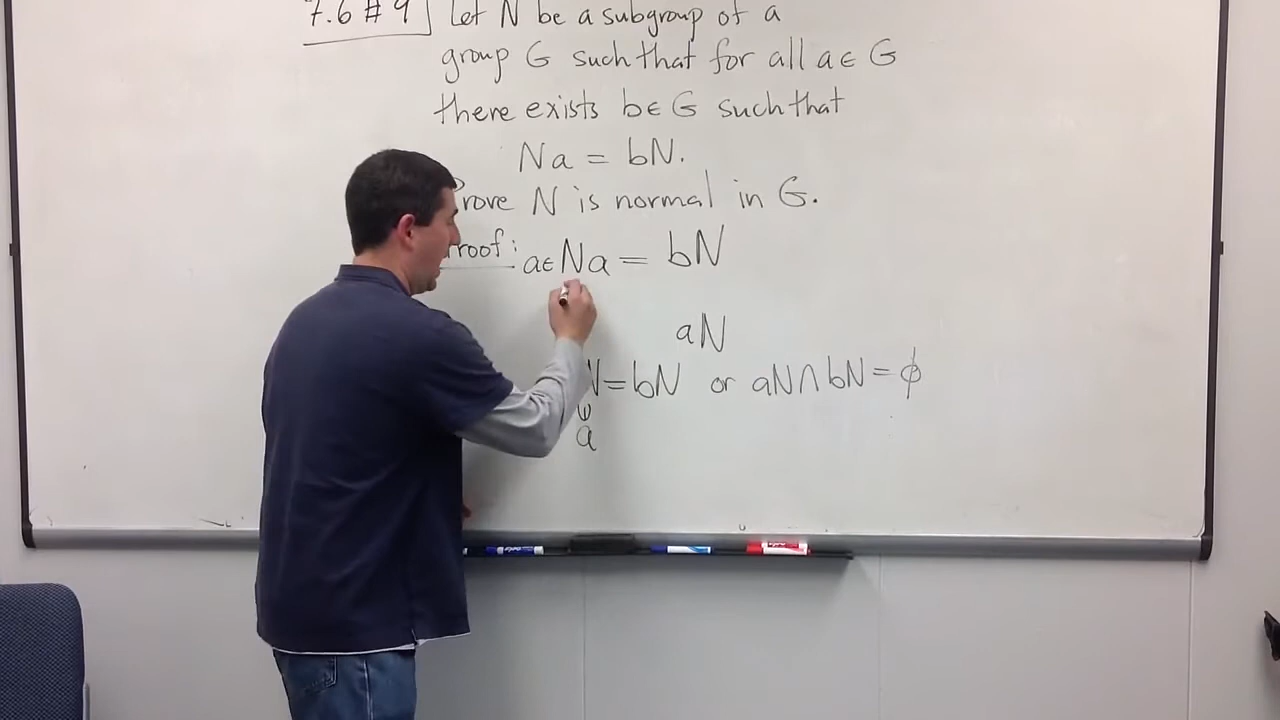 7.6 # 9 Let N be a subgroup of a
group G such that for all a ∈ G
there exists b ∈ G such that
Na = bN.
Prove N is normal in G.
Proof: a ∈ Na = bN
aN
N = bN or aN ∩ bN = ϕ
a